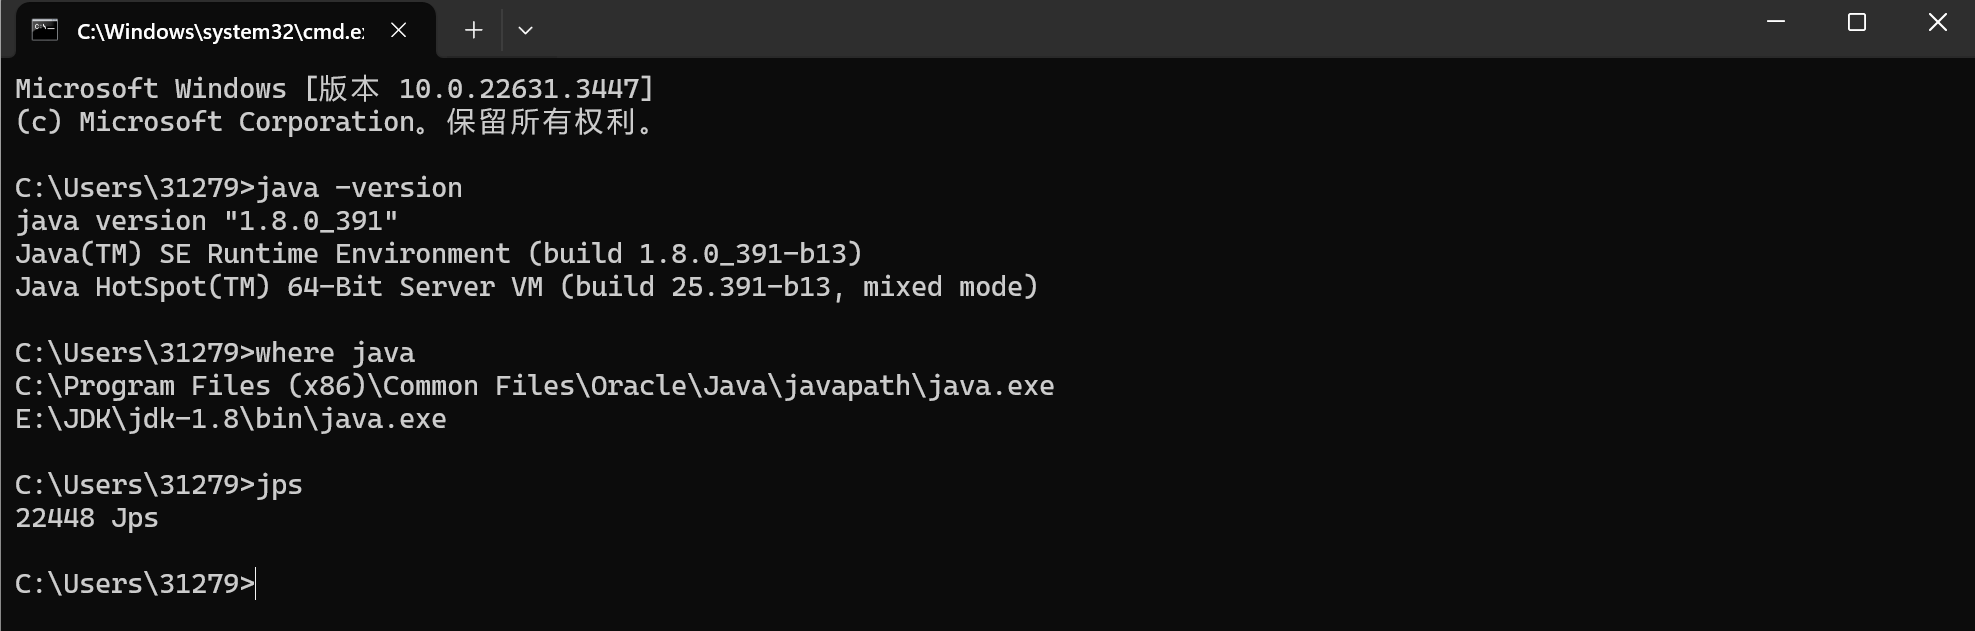 C:\Windows\system32\cmd.e
Microsoft Windows [版本 10.0.22631.3447]
(c) Microsoft Corporation。保留所有权利。
C:\Users\31279>java -version
java version "1.8.0_391"
Java(TM) SE Runtime Environment (build 1.8.0_391-b13)
Java HotSpot(TM) 64-Bit Server VM (build 25.391-b13, mixed mode)
C:\Users\31279>where java
C:\Program Files (x86)\Common Files\Oracle\Java\javapath\java.exe
E:\JDK\jdk-1.8\bin\java.exe
C:\Users\31279>jps
22448 Jps
C:\Users\31279>